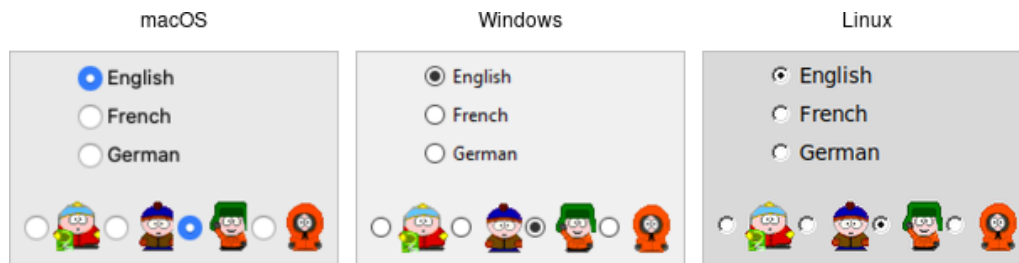 macOS Windows Linux
English English English
French French French
German German German